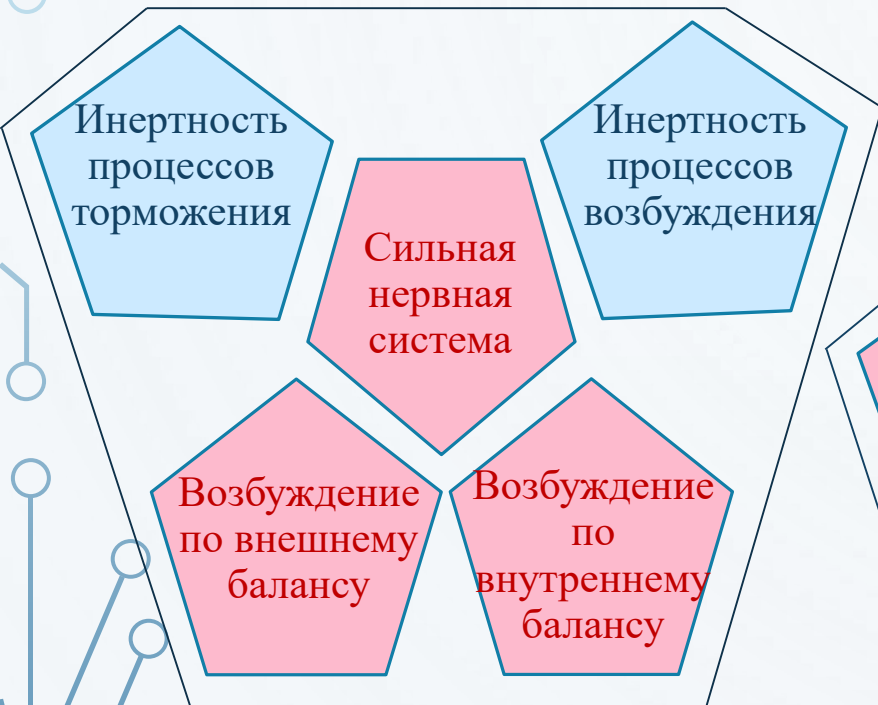 Инертность
процессов
торможения
Инертность
процессов
возбуждения
Сильная
нервная
система
Возбуждение
по внешнему
балансу
Возбуждение
по
внутреннему
балансу